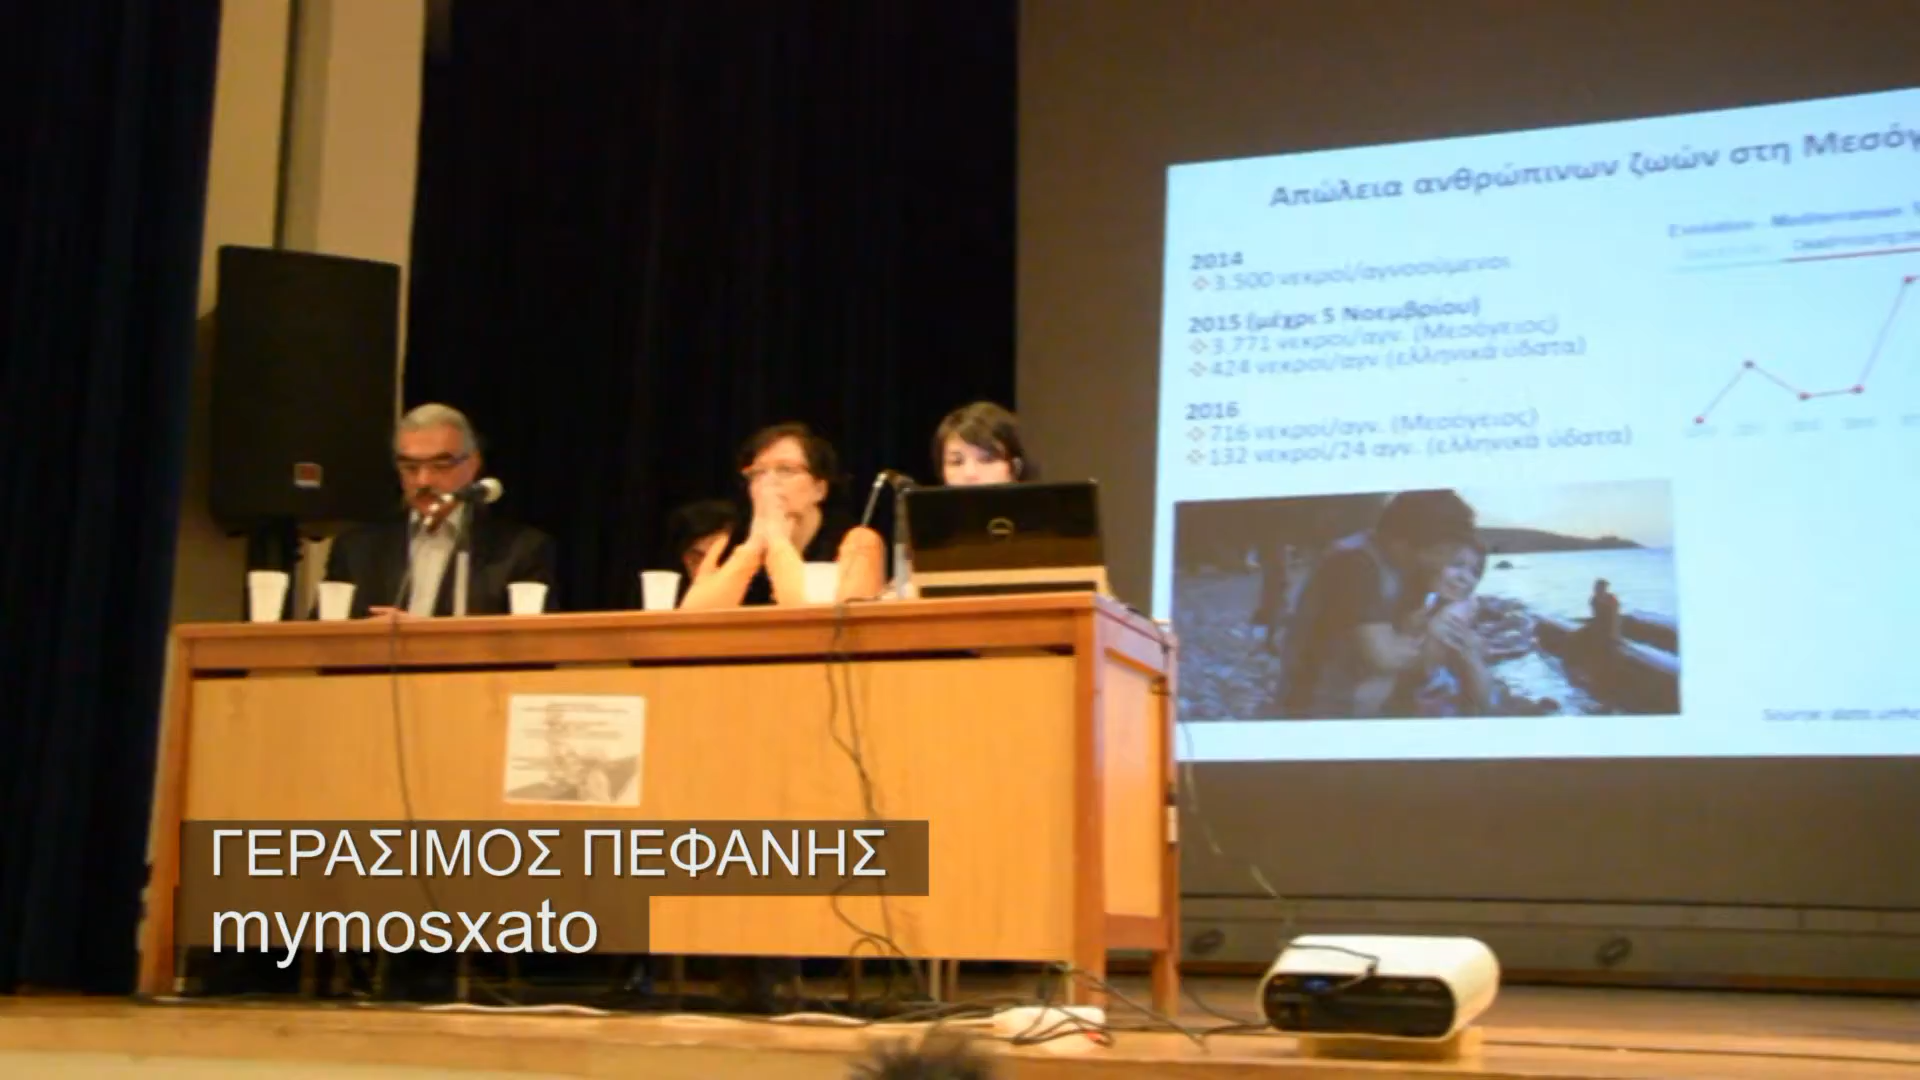 Απώλεια ανθρώπινων ζωών στη
2014
3.500 νεκροί/αγνοούμενοι
2015 (μέχρι 5 Νοεμβρίου)
3.771 νεκροί/αγν. (Μεσόγειος)
424 νεκροί/αγν (ελληνικά ύδατα)
2016
716 νεκροί/αγν. (Μεσόγειος)
132 νεκροί/24 αγν. (ελληνικά ύδατα)
ΓΕΡΑΣΙΜΟΣ ΠΕΦΑΝΗΣ
mymosxato